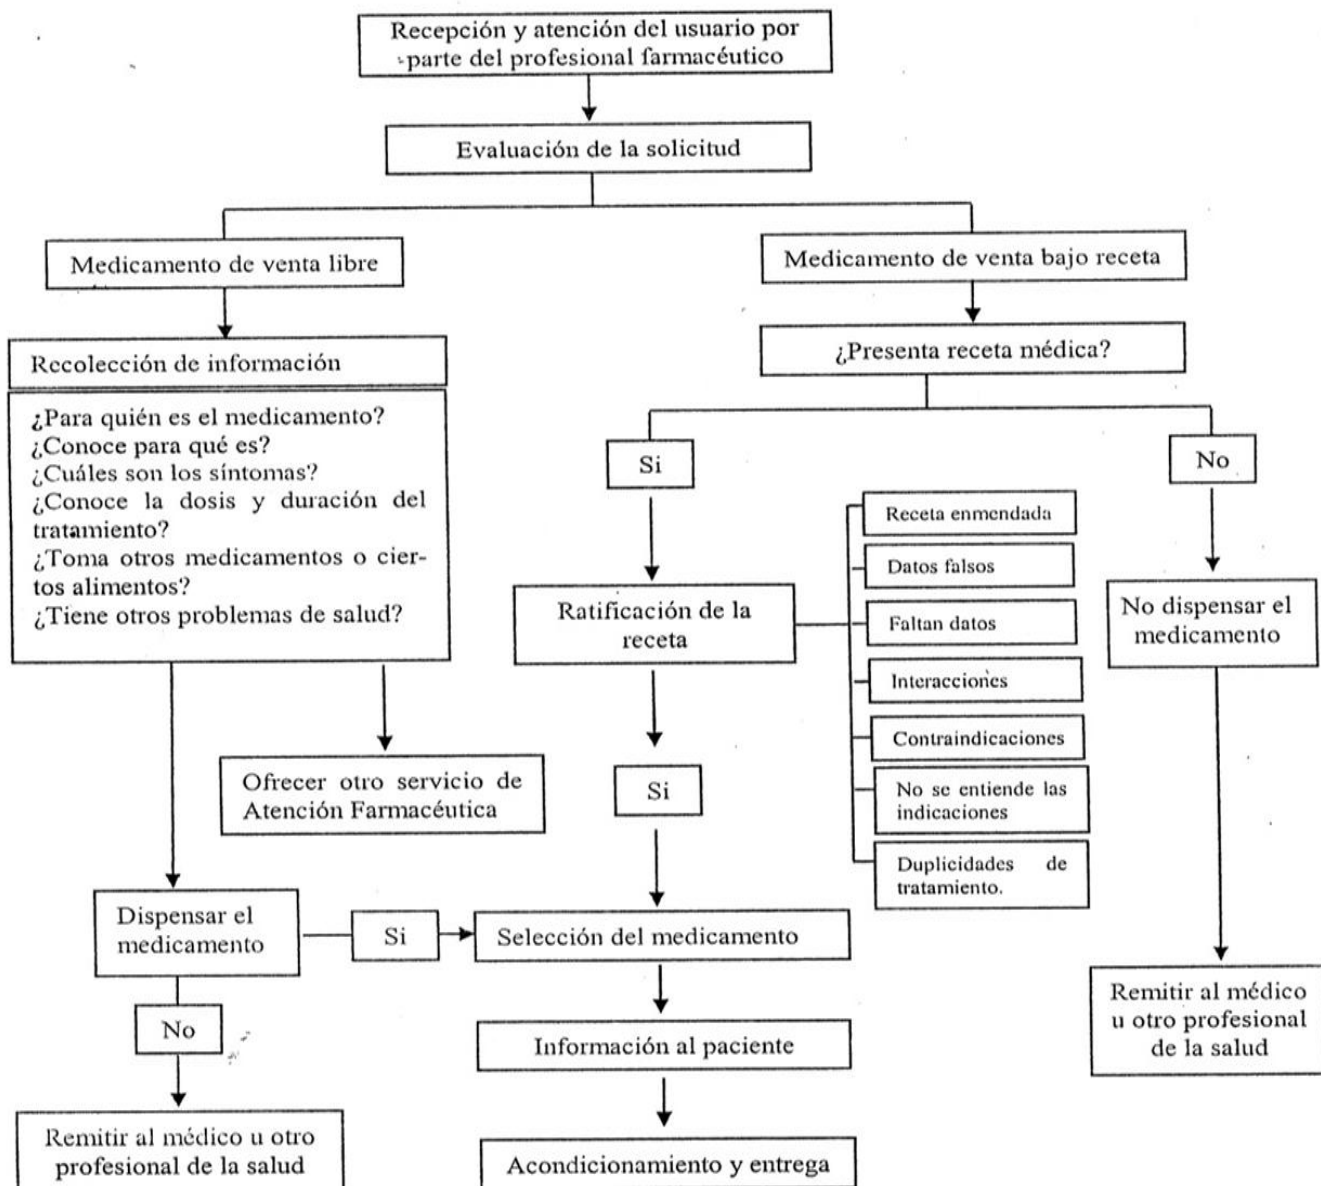 Recepción y atención del usuario por
parte del profesional farmacéutico
Evaluación de la solicitud
Medicamento de venta libre
Medicamento de venta bajo receta
Recolección de información
¿Presenta receta médica?
¿Para quién es el medicamento?
¿Conoce para qué es?
¿Cuáles son los síntomas?
¿Conoce la dosis y duración del
tratamiento?
¿Toma otros medicamentos o cier-
tos alimentos?
¿Tiene otros problemas de salud?
Si
No
Ratificación de la
receta
Receta enmendada
Datos falsos
Faltan datos
Interacciones
Contraindicaciones
No se entiende las
indicaciones
Duplicidades de
tratamiento.
No dispensar el
medicamento
Ofrecer otro servicio de
Atención Farmacéutica
Si
Dispensar el
medicamento
Si
Selección del medicamento
No
Información al paciente
Remitir al médico
u otro profesional
de la salud
Remitir al médico u otro
profesional de la salud
Acondicionamiento y entrega